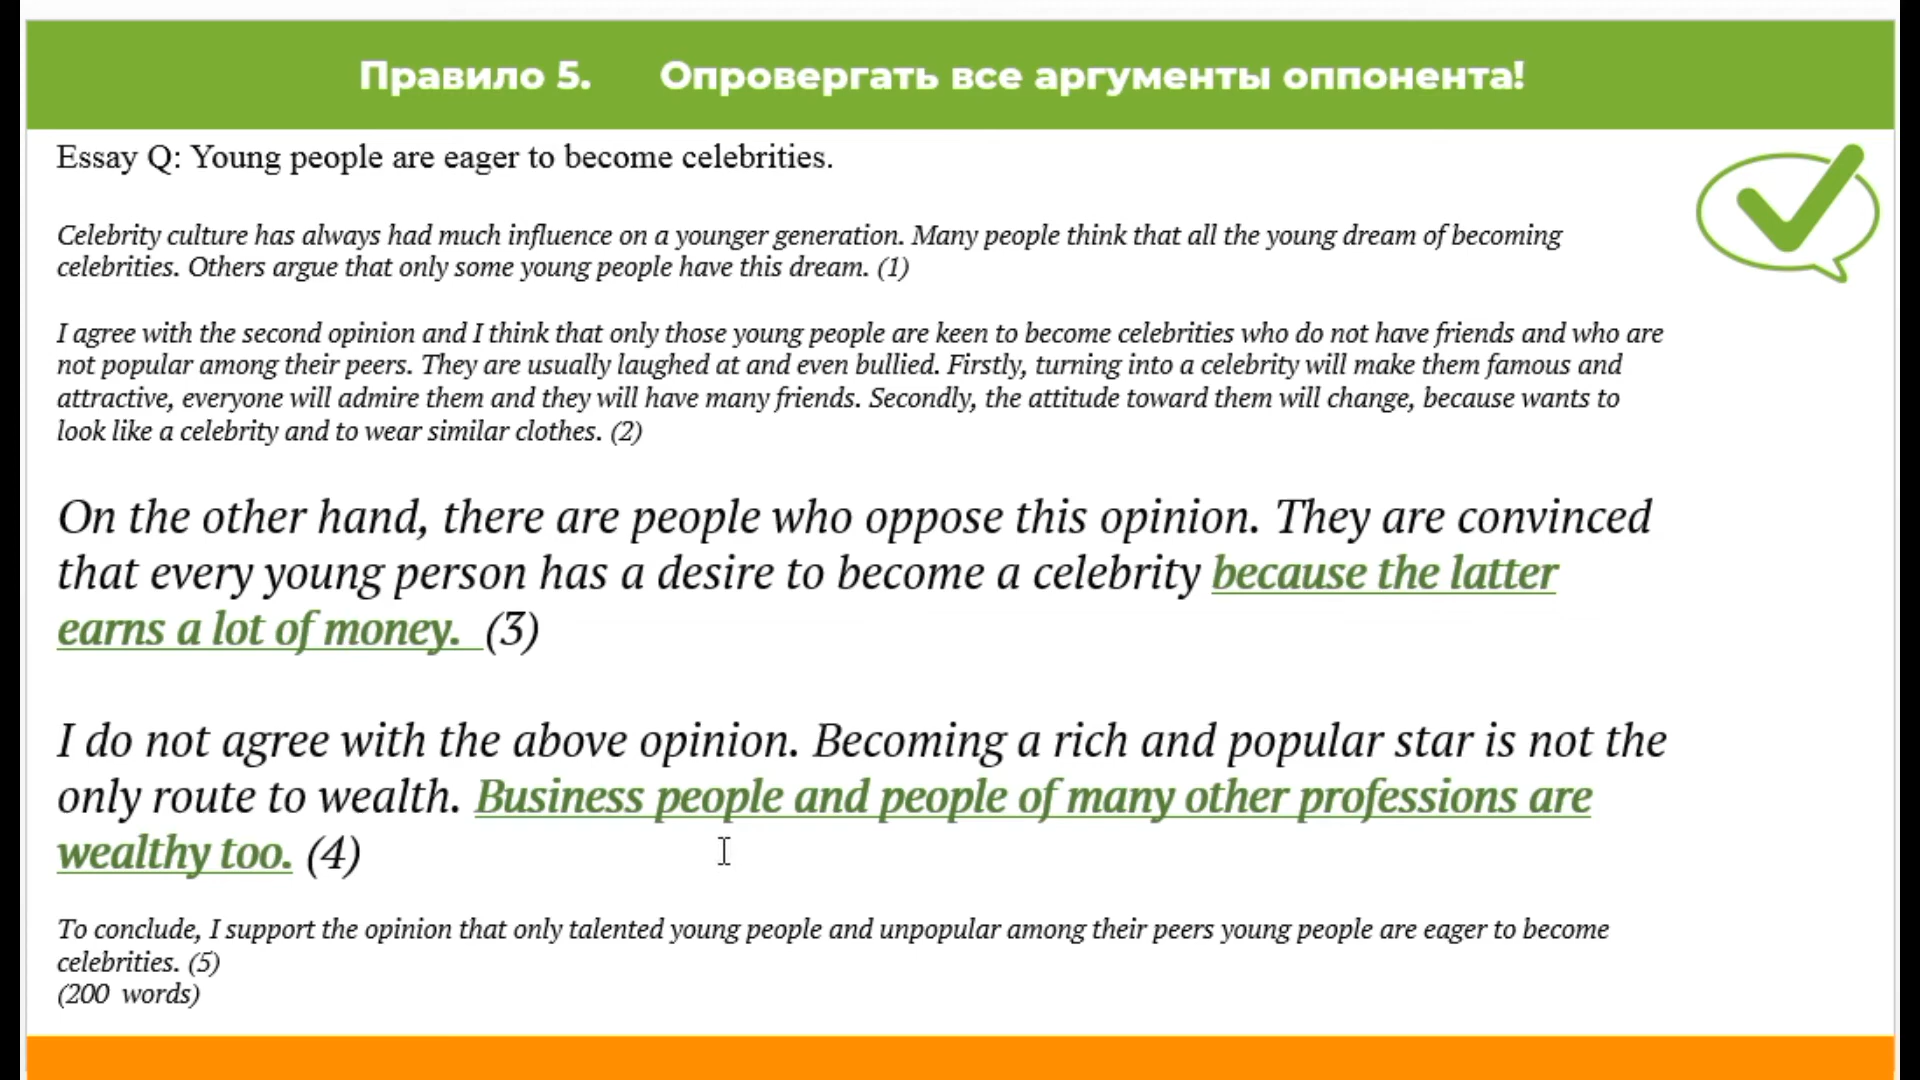 Правило 5. Опровергать все аргументы оппонента!
Essay Q: Young people are eager to become celebrities.
Celebrity culture has always had much influence on a younger generation. Many people think that all the young dream of becoming
celebrities. Others argue that only some young people have this dream. (1)
I agree with the second opinion and I think that only those young people are keen to become celebrities who do not have friends and who are
not popular among their peers. They are usually laughed at and even bullied. Firstly, turning into a celebrity will make them famous and
attractive, everyone will admire them and they will have many friends. Secondly, the attitude toward them will change, because wants to
look like a celebrity and to wear similar clothes. (2)
On the other hand, there are people who oppose this opinion. They are convinced
that every young person has a desire to become a celebrity because the latter
earns a lot of money. (3)
I do not agree with the above opinion. Becoming a rich and popular star is not the
only route to wealth. Business people and people of many other professions are
wealthy too. (4)
To conclude, I support the opinion that only talented young people and unpopular among their peers young people are eager to become
celebrities. (5)
(200 words)